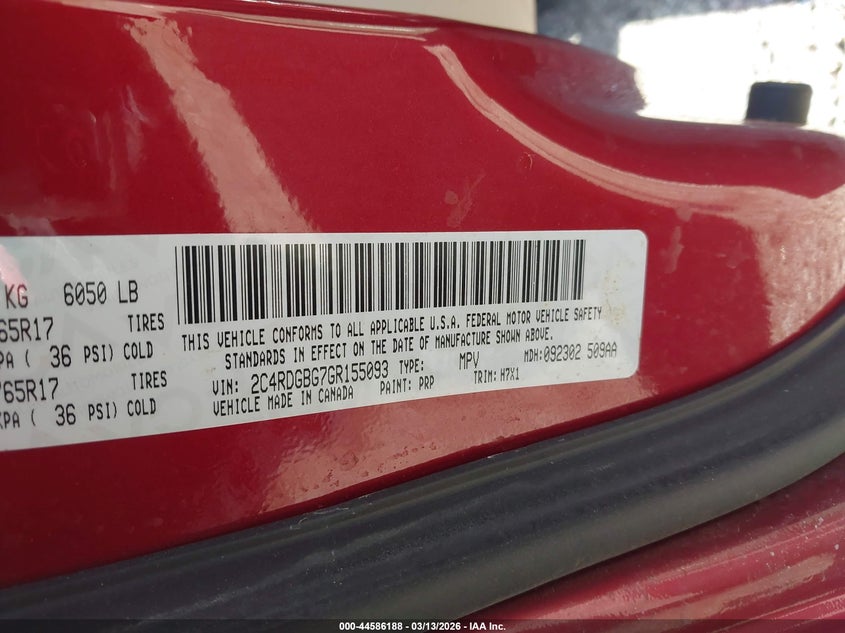 KG 6050 LB
65R17 TIRES
KPA ( 36 PSI) COLD
/65R17 TIRES
KPA ( 36 PSI) COLD
THIS VEHICLE CONFORMS TO ALL APPLICABLE U.S.A. FEDERAL MOTOR VEHICLE SAFETY
STANDARDS IN EFFECT ON THE DATE OF MANUFACTURE SHOWN ABOVE.
VIN: 2C4RDGBG7GR155093 TYPE: MPV MDH: 092302 509AA
VEHICLE MADE IN CANADA PAINT: PRP TRIM: H7X1
000-44586188 - 03/13/2026 - IAA Inc.